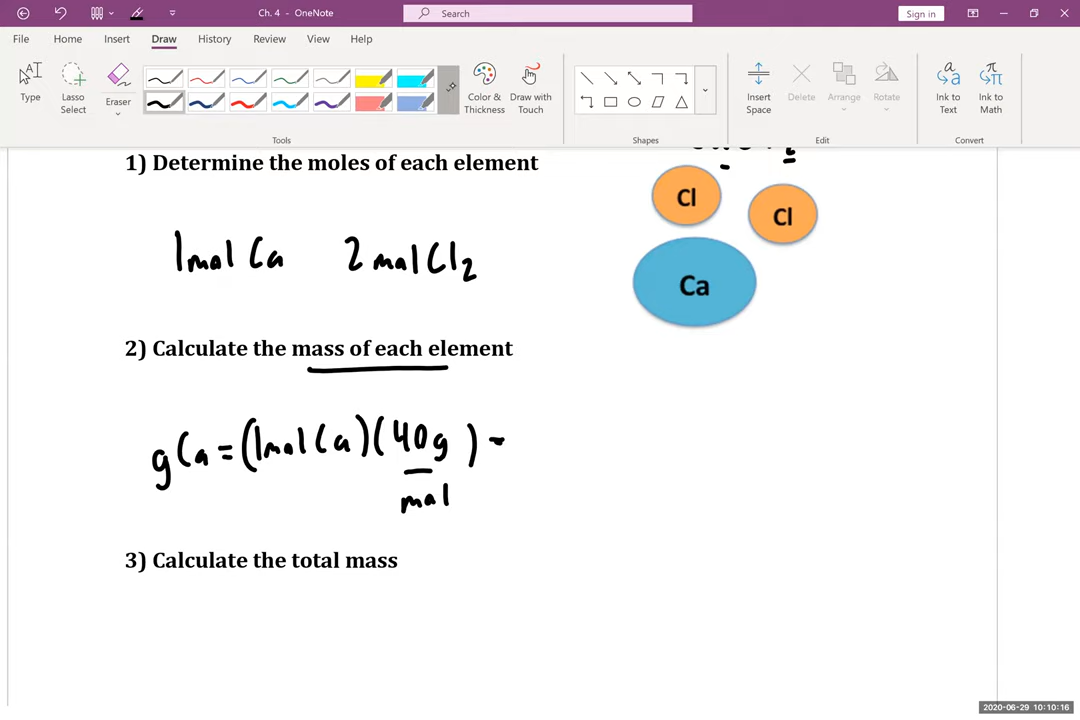 Ch. 4 - OneNote
Search
Sign in
File Home Insert Draw History Review View Help
Type
Lasso Select
Eraser
Color & Thickness
Draw with Touch
Insert Space
Delete
Arrange
Rotate
Ink to Text
Ink to Math
Tools
Shapes
Edit
Convert
1) Determine the moles of each element
Cl
Cl
Ca
1mol Ca 2 mol Cl₂
2) Calculate the mass of each element
g Ca = (1mol Ca)(40g/mol) =
3) Calculate the total mass
2020-06-29 10:10:16